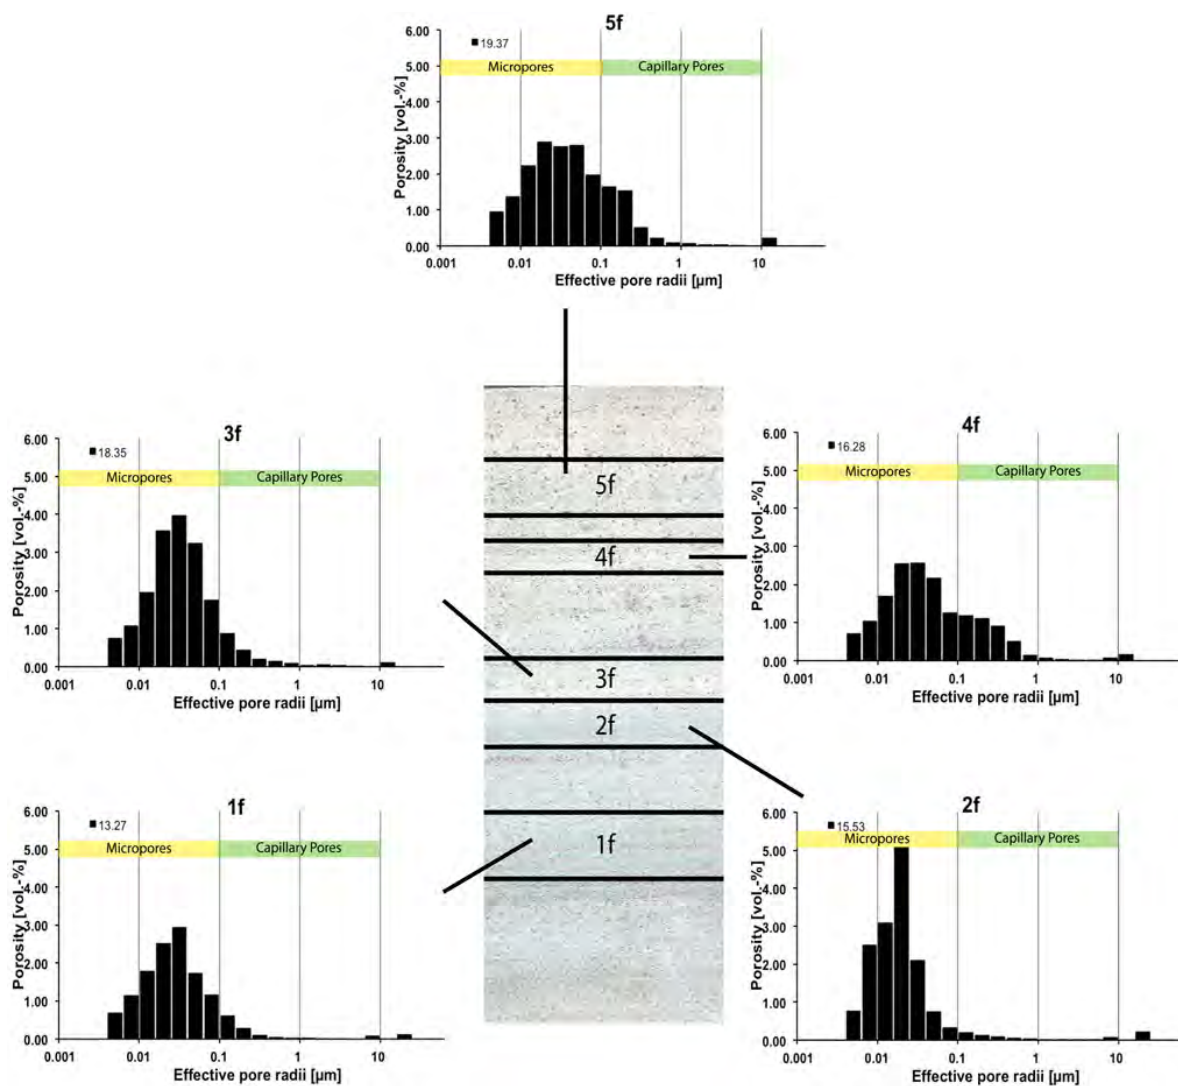 5f
19.37
Micropores Capillary Pores
Porosity [vol.-%]
6.00
5.00
4.00
3.00
2.00
1.00
0.00
0.001 0.01 0.1 1 10
Effective pore radii [µm]
3f
18.35
Micropores Capillary Pores
Porosity [vol.-%]
6.00
5.00
4.00
3.00
2.00
1.00
0.00
0.001 0.01 0.1 1 10
Effective pore radii [µm]
5f
4f
3f
2f
1f
4f
16.28
Micropores Capillary Pores
Porosity [vol.-%]
6.00
5.00
4.00
3.00
2.00
1.00
0.00
0.001 0.01 0.1 1 10
Effective pore radii [µm]
1f
13.27
Micropores Capillary Pores
Porosity [vol.-%]
6.00
5.00
4.00
3.00
2.00
1.00
0.00
0.001 0.01 0.1 1 10
Effective pore radii [µm]
2f
15.53
Micropores Capillary Pores
Porosity [vol.-%]
6.00
5.00
4.00
3.00
2.00
1.00
0.00
0.001 0.01 0.1 1 10
Effective pore radii [µm]